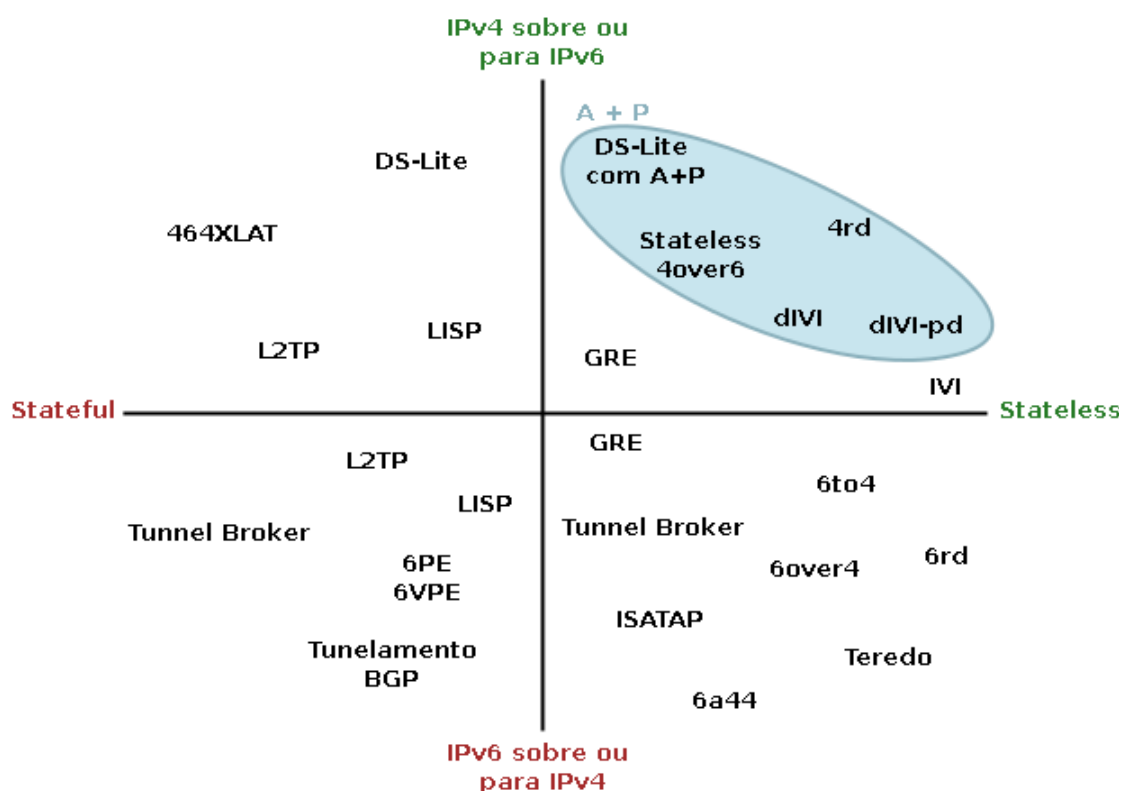 IPv4 sobre ou
para IPv6
A + P
DS-Lite
DS-Lite
com A+P
464XLAT
4rd
Stateless
4over6
LISP
dIVI
dIVI-pd
L2TP
GRE
IVI
Stateful
Stateless
GRE
L2TP
6to4
LISP
Tunnel Broker
Tunnel Broker
6PE
6VPE
6over4
6rd
ISATAP
Tunelamento
BGP
Teredo
6a44
IPv6 sobre ou
para IPv4